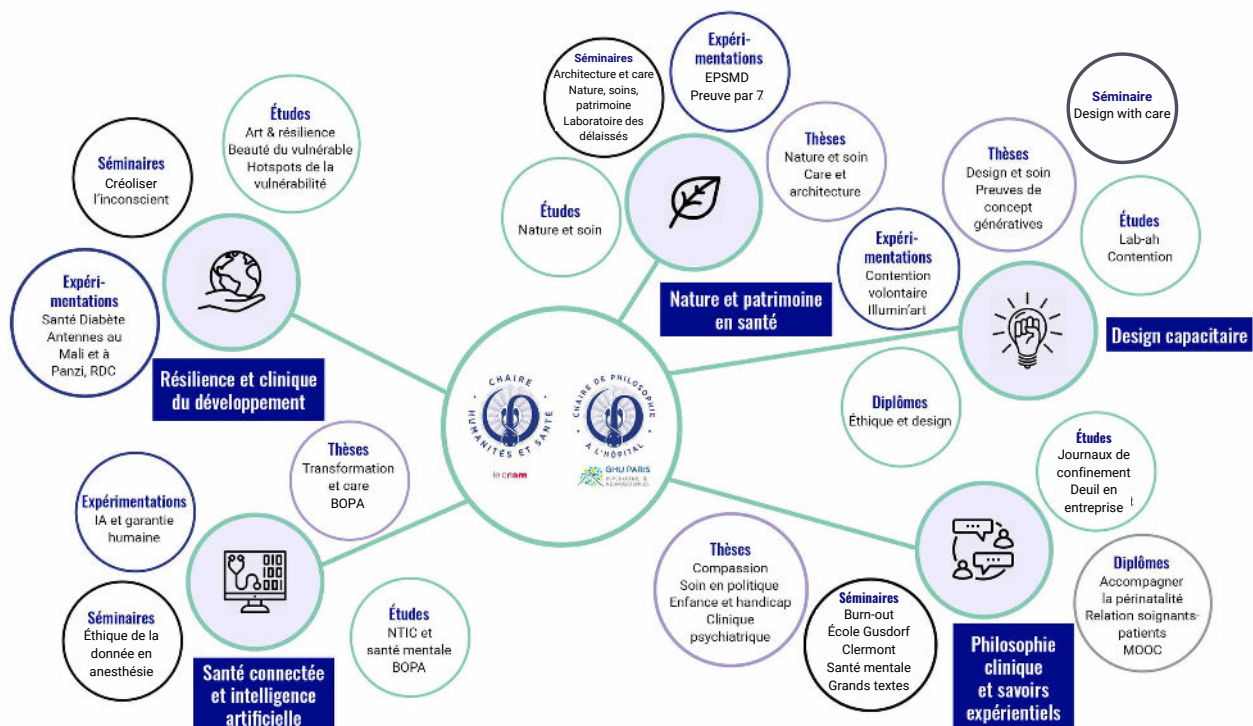 Études
Art & résilience
Beauté du vulnérable
Hotspots de la
vulnérabilité
Séminaires
Créoliser
l'inconscient
Expéri-
mentations
Santé Diabète
Antennes au
Mali et à
Panzi, RDC
Résilience et clinique
du développement
Séminaires
Architecture et care
Nature, soins,
patrimoine
Laboratoire des
délaissés
Expéri-
mentations
EPSMD
Preuve par 7
Thèses
Nature et soin
Care et
architecture
Études
Nature et soin
Nature et patrimoine
en santé
Séminaire
Design with care
Thèses
Design et soin
Preuves de
concept
génératives
Études
Lab-ah
Contention
Expéri-
mentations
Contention
volontaire
Illumin'art
Design capacitaire
Diplômes
Éthique et design
CHAIRE
HUMANITÉS ET SANTÉ
le cnam
CHAIRE DE PHILOSOPHIE
À L'HÔPITAL
GHU PARIS
PSYCHIATRIE &
NEUROSCIENCES
Thèses
Transformation
et care
BOPA
Expérimentations
IA et garantie
humaine
010
100
101
Séminaires
Éthique de la
donnée en
anesthésie
Études
NTIC et
santé mentale
BOPA
Santé connectée
et intelligence
artificielle
Études
Journaux de
confinement
Deuil en
entreprise
Thèses
Compassion
Soin en politique
Enfance et handicap
Clinique
psychiatrique
Séminaires
Burn-out
École Gusdorf
Clermont
Santé mentale
Grands textes
Diplômes
Accompagner
la périnatalité
Relation soignants-
patients
MOOC
Philosophie
clinique
et savoirs
expérientiels